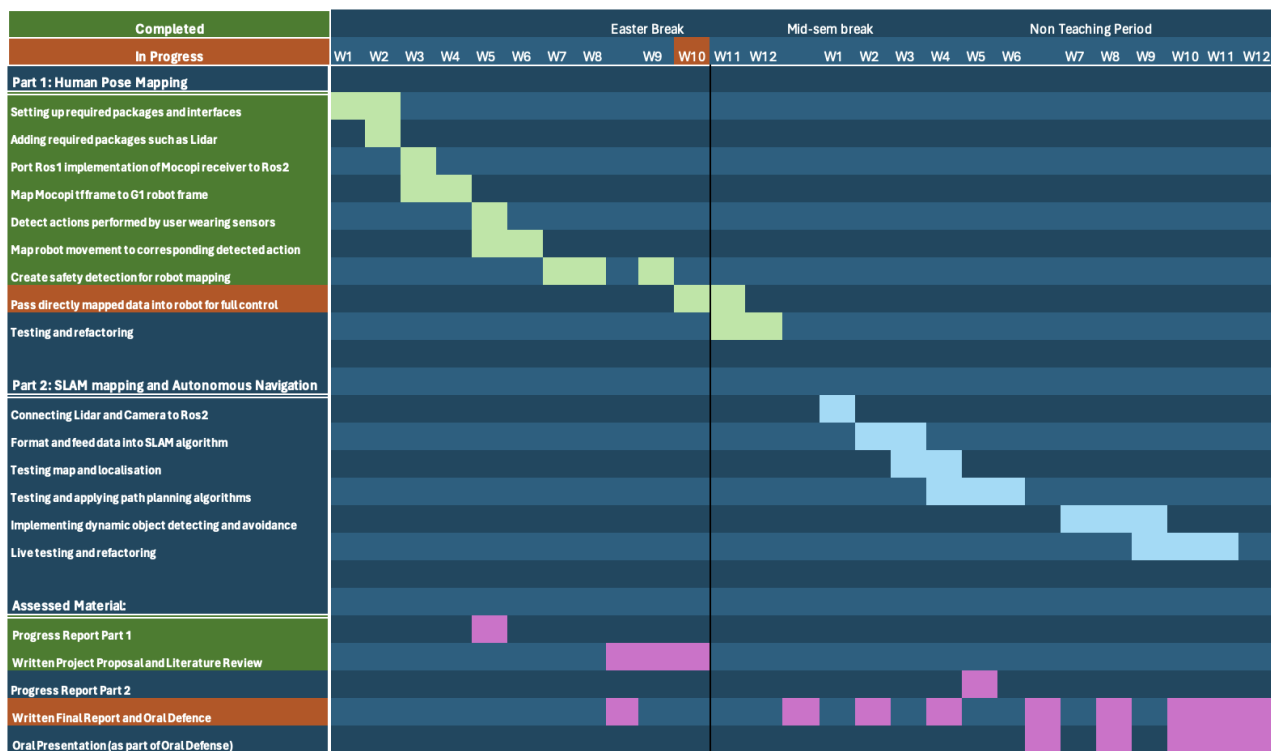 Completed Easter Break Mid-sem break Non Teaching Period
In Progress W1 W2 W3 W4 W5 W6 W7 W8 W9 W10 W11 W12 W1 W2 W3 W4 W5 W6 W7 W8 W9 W10 W11 W12
Part 1: Human Pose Mapping
Setting up required packages and interfaces
Adding required packages such as Lidar
Port Ros1 implementation of Mocopi receiver to Ros2
Map Mocopi tf frame to G1 robot frame
Detect actions performed by user wearing sensors
Map robot movement to corresponding detected action
Create safety detection for robot mapping
Pass directly mapped data into robot for full control
Testing and refactoring
Part 2: SLAM mapping and Autonomous Navigation
Connecting Lidar and Camera to Ros2
Format and feed data into SLAM algorithm
Testing map and localisation
Testing and applying path planning algorithms
Implementing dynamic object detecting and avoidance
Live testing and refactoring
Assessed Material:
Progress Report Part 1
Written Project Proposal and Literature Review
Progress Report Part 2
Written Final Report and Oral Defence
Oral Presentation (as part of Oral Defense)